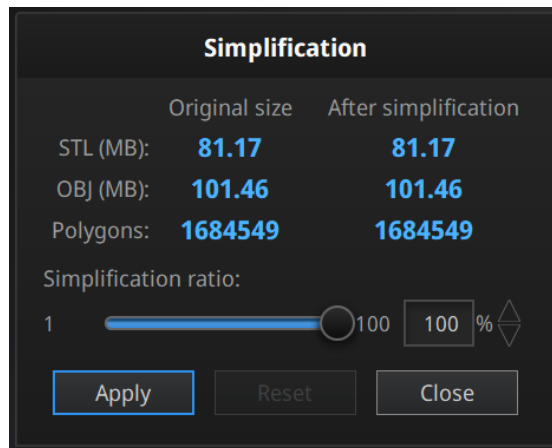 Simplification
Original size After simplification
STL (MB): 81.17 81.17
OBJ (MB): 101.46 101.46
Polygons: 1684549 1684549
Simplification ratio:
1 100 100 %
Apply Reset Close